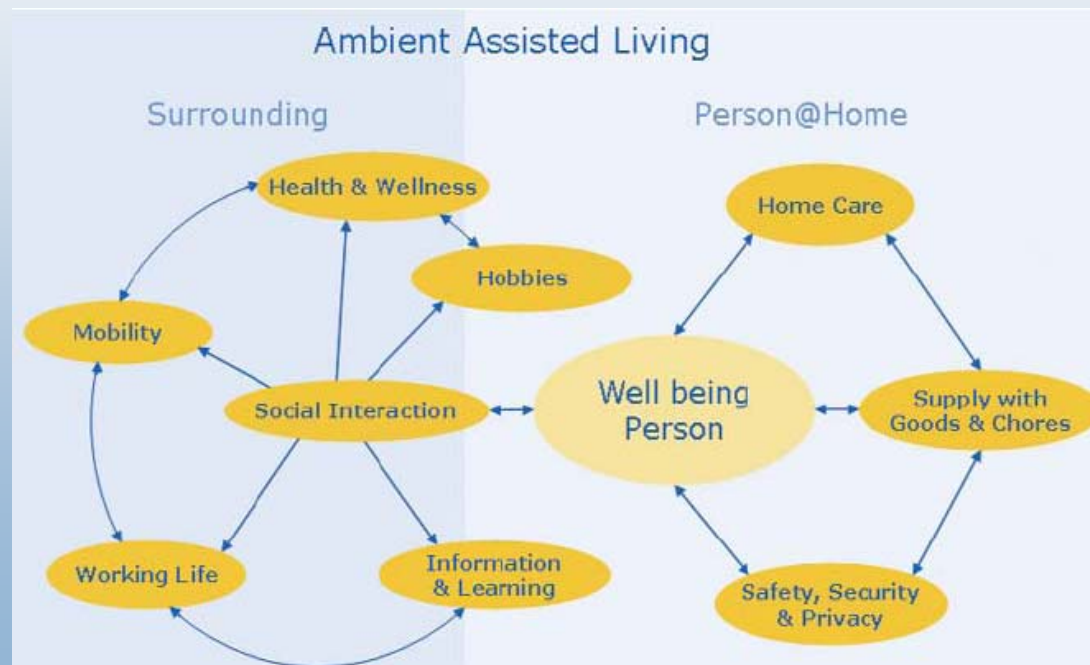 Ambient Assisted Living
Surrounding
Person@Home
Health & Wellness
Home Care
Hobbies
Mobility
Social Interaction
Well being
Person
Supply with
Goods & Chores
Working Life
Information
& Learning
Safety, Security
& Privacy